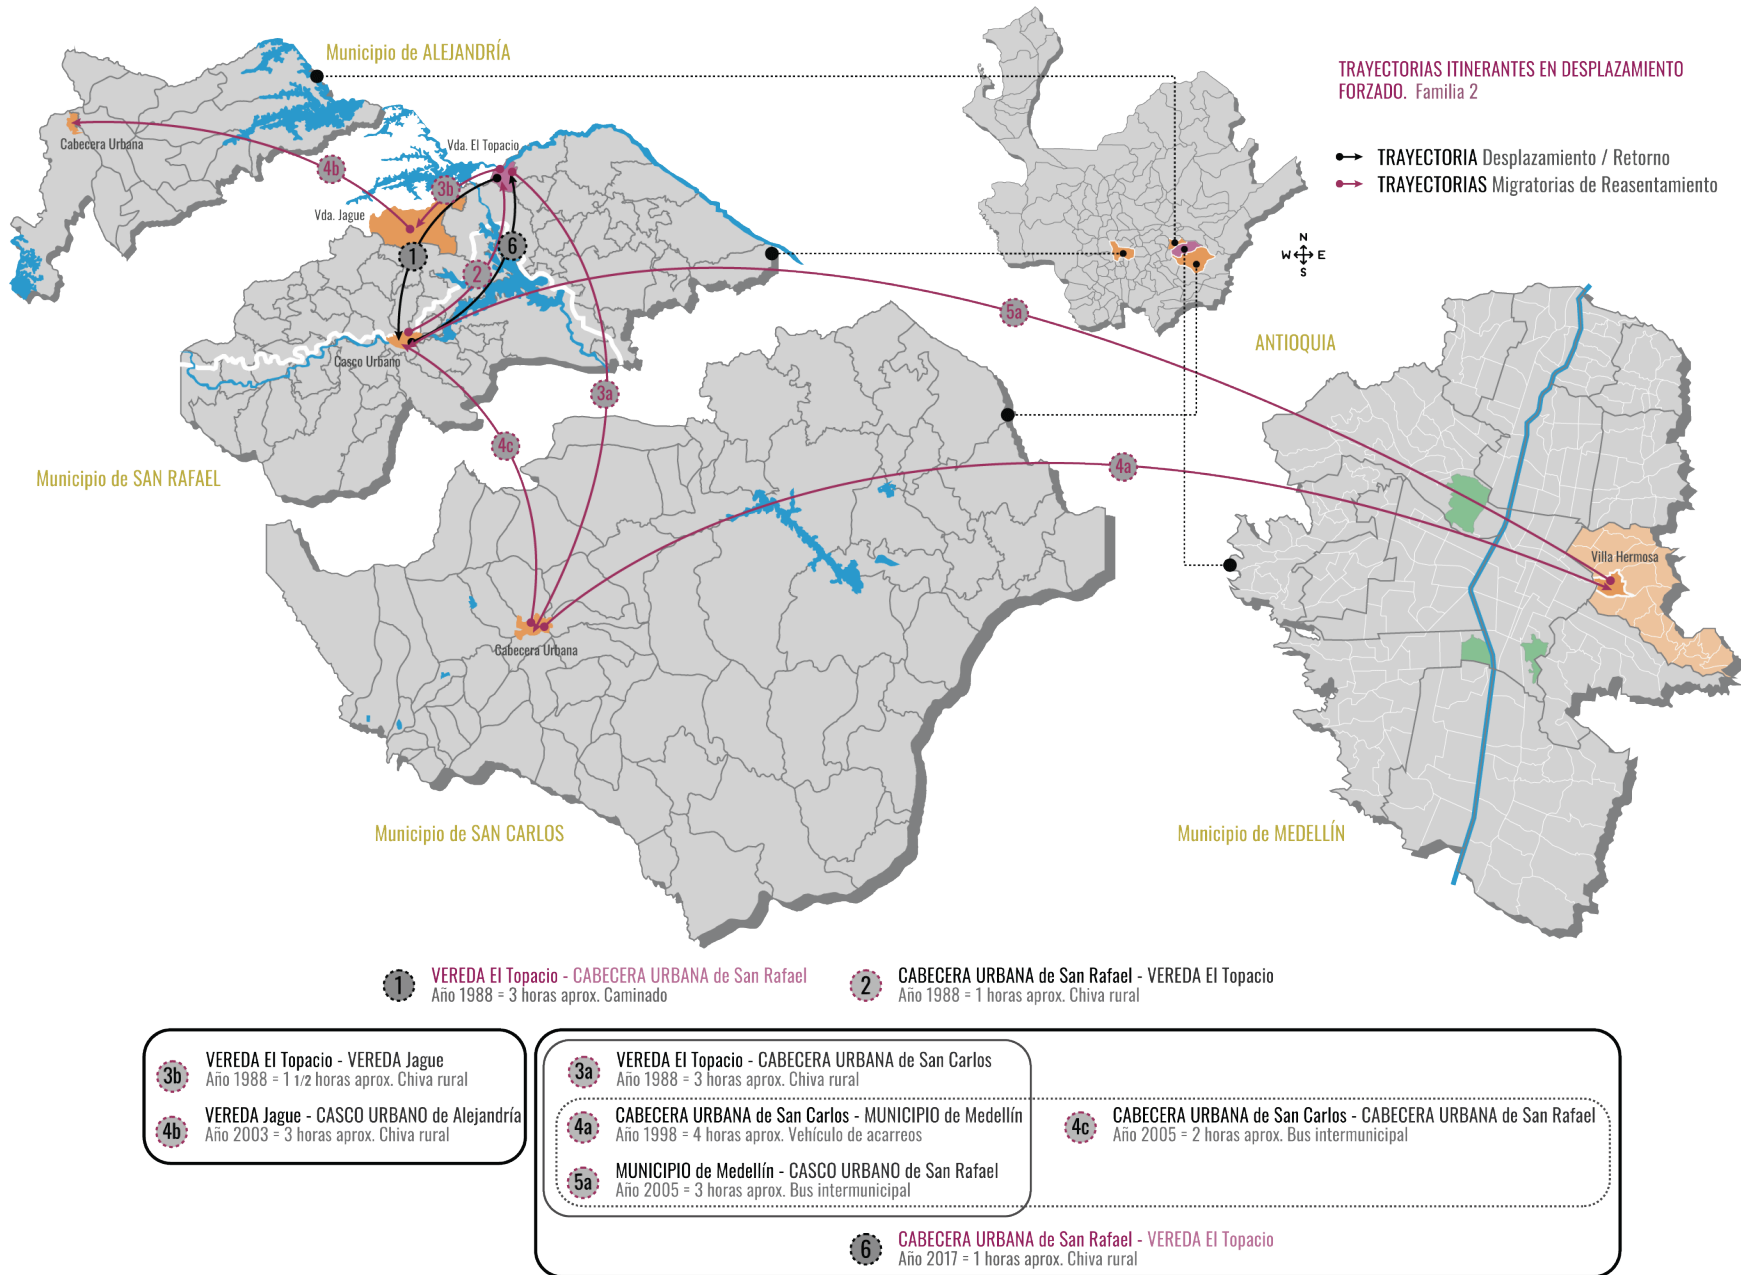 Municipio de ALEJANDRÍA
Cabecera Urbana
4b
Vda. El Topacio
3b
Vda. Jague
1
6
2
Casco Urbano
3a
4c
5a
4a
Municipio de SAN RAFAEL
Cabecera Urbana
Municipio de SAN CARLOS
TRAYECTORIAS ITINERANTES EN DESPLAZAMIENTO
FORZADO. Familia 2
TRAYECTORIA Desplazamiento / Retorno
TRAYECTORIAS Migratorias de Reasentamiento
N
W E
S
ANTIOQUIA
Villa Hermosa
Municipio de MEDELLÍN
1
VEREDA El Topacio - CABECERA URBANA de San Rafael
Año 1988 = 3 horas aprox. Caminado
2
CABECERA URBANA de San Rafael - VEREDA El Topacio
Año 1988 = 1 horas aprox. Chiva rural
3b
VEREDA El Topacio - VEREDA Jague
Año 1988 = 1 1/2 horas aprox. Chiva rural
4b
VEREDA Jague - CASCO URBANO de Alejandría
Año 2003 = 3 horas aprox. Chiva rural
3a
VEREDA El Topacio - CABECERA URBANA de San Carlos
Año 1988 = 3 horas aprox. Chiva rural
4a
CABECERA URBANA de San Carlos - MUNICIPIO de Medellín
Año 1998 = 4 horas aprox. Vehículo de acarreos
4c
CABECERA URBANA de San Carlos - CABECERA URBANA de San Rafael
Año 2005 = 2 horas aprox. Bus intermunicipal
5a
MUNICIPIO de Medellín - CASCO URBANO de San Rafael
Año 2005 = 3 horas aprox. Bus intermunicipal
6
CABECERA URBANA de San Rafael - VEREDA El Topacio
Año 2017 = 1 horas aprox. Chiva rural